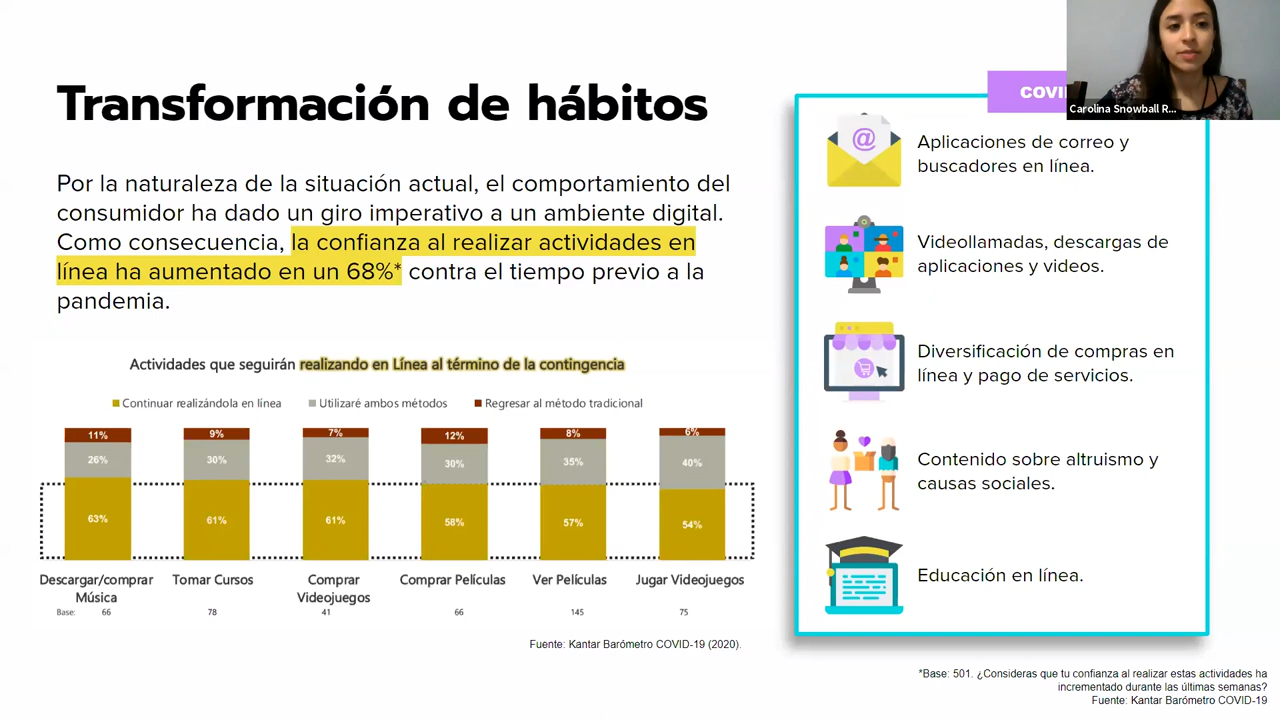 Transformación de hábitos
Por la naturaleza de la situación actual, el comportamiento del
consumidor ha dado un giro imperativo a un ambiente digital.
Como consecuencia, la confianza al realizar actividades en
línea ha aumentado en un 68%* contra el tiempo previo a la
pandemia.
Actividades que seguirán realizando en Línea al término de la contingencia
Continuar realizándola en línea Utilizaré ambos métodos Regresar al método tradicional
11% 9% 7% 12% 8% 6%
26% 30% 32% 30% 35% 40%
63% 61% 61% 58% 57% 54%
Descargar/comprar Tomar Cursos Comprar Comprar Películas Ver Películas Jugar Videojuegos
Música Videojuegos
Base: 66 78 41 66 145 75
Fuente: Kantar Barómetro COVID-19 (2020).
Carolina Snowball R...
@
Aplicaciones de correo y
buscadores en línea.
Videollamadas, descargas de
aplicaciones y videos.
Diversificación de compras en
línea y pago de servicios.
Contenido sobre altruismo y
causas sociales.
Educación en línea.
*Base: 501. ¿Consideras que tu confianza al realizar estas actividades ha
incrementado durante las últimas semanas?
Fuente: Kantar Barómetro COVID-19